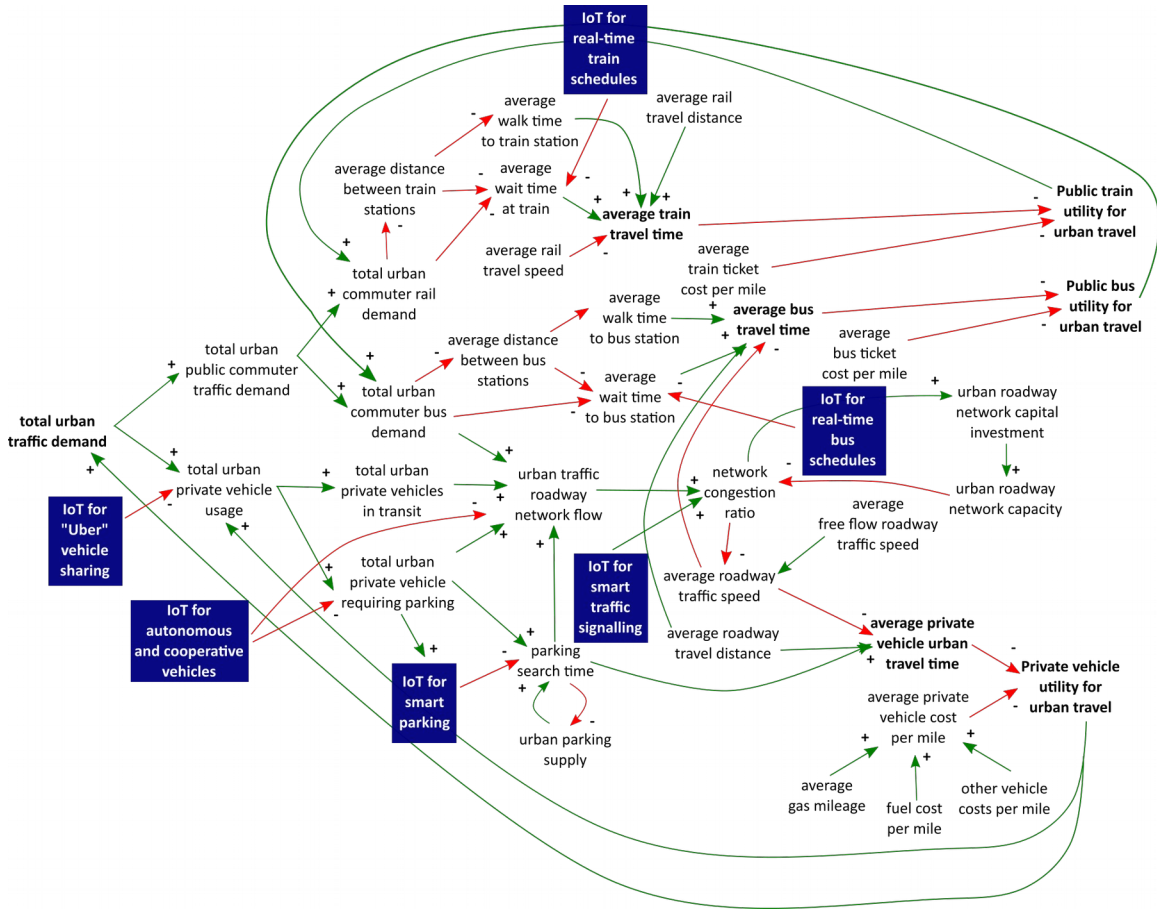 IoT for
real-time
train
schedules
average
walk time
to train station
average rail
travel distance
average distance
between train
stations
average
wait time
at train
average train
travel time
Public train
utility for
urban travel
average rail
travel speed
average
train ticket
cost per mile
total urban
commuter rail
demand
Public bus
utility for
urban travel
average
walk time
to bus station
average bus
travel time
average
bus ticket
cost per mile
total urban
public commuter
traffic demand
average distance
between bus
stations
average
wait time
to bus station
total urban
commuter bus
demand
IoT for
real-time
bus
schedules
urban roadway
network capital
investment
total urban
traffic demand
total urban
private vehicle
usage
total urban
private vehicles
in transit
urban traffic
roadway
network flow
network
congestion
ratio
urban roadway
network capacity
average
free flow roadway
traffic speed
IoT for
"Uber"
vehicle
sharing
total urban
private vehicle
requiring parking
IoT for
smart
traffic
signalling
average roadway
traffic speed
IoT for
autonomous
and cooperative
vehicles
average roadway
travel distance
average private
vehicle urban
travel time
parking
search time
IoT for
smart
parking
Private vehicle
utility for
urban travel
average private
vehicle cost
per mile
urban parking
supply
average
gas mileage
fuel cost
per mile
other vehicle
costs per mile